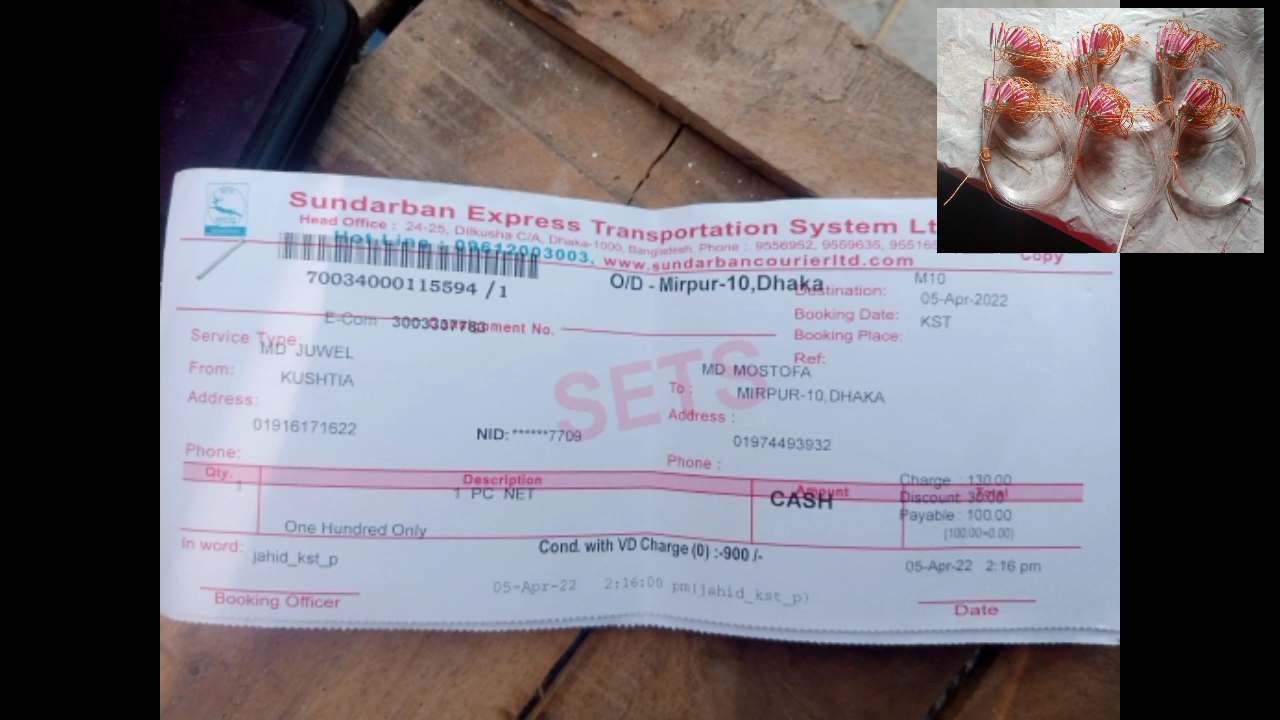 Sundarban Express Transportation System Lt
Head Office : 24-25, Dilkusha C/A, Dhaka-1000, Bangladesh. Phone : 9556952, 9559635, 955165
Hot Line : 09612003003, www.sundarbancourierltd.com
Copy
70034000115594 / 1
O/D - Mirpur-10,Dhaka
Destination: M10
Booking Date: 05-Apr-2022
Booking Place: KST
Ref:
E-Com 3003337783
ment No.
Service Type:
From: MD JUWEL
Address: KUSHTIA
Phone: 01916171622
NID: ******7709
SETS
To : MD MOSTOFA
Address : MIRPUR-10,DHAKA
Phone : 01974493932
Qty. Description Amount Total
1 1 PC NET CASH
Charge : 130.00
Discount 30.00
Payable : 100.00
(100.00+0.00)
In word: One Hundred Only
Cond. with VD Charge (0) :-900 /-
jahid_kst_p
05-Apr-22 2:16 pm
05-Apr-22 2:16:00 pm(jahid_kst_p)
Booking Officer
Date